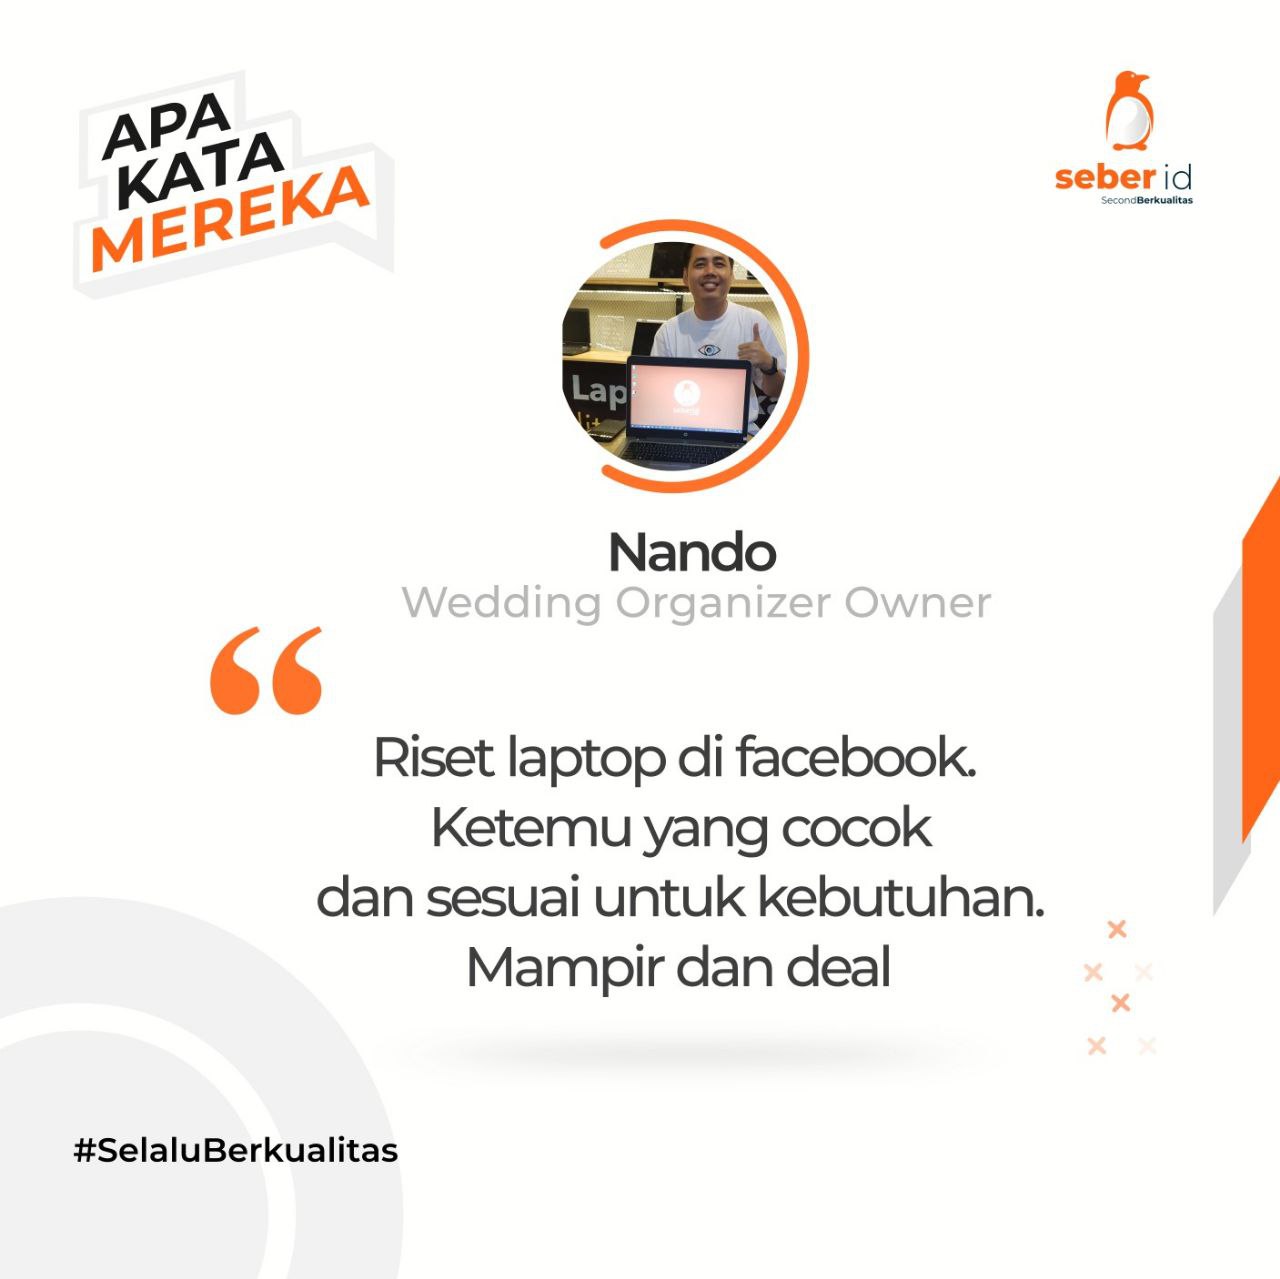 APA
KATA
MEREKA
seber id
SecondBerkualitas
Lap
Nando
Wedding Organizer Owner
“
Riset laptop di facebook.
Ketemu yang cocok
dan sesuai untuk kebutuhan.
Mampir dan deal
#SelaluBerkualitas